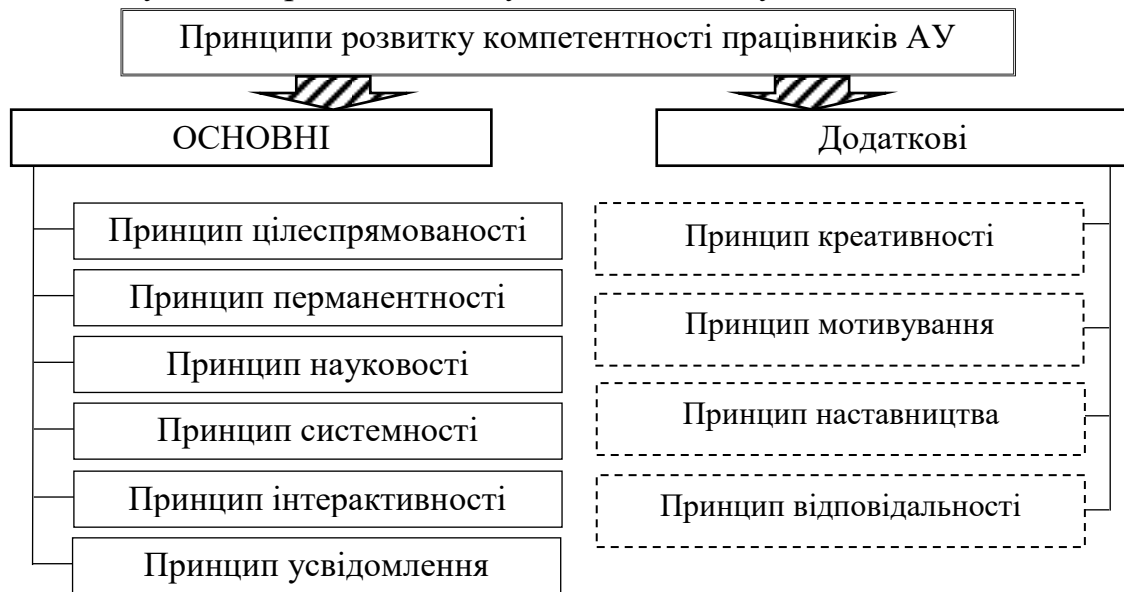 Принципи розвитку компетентності працівників АУ
ОСНОВНІ
Додаткові
Принцип цілеспрямованості
Принцип перманентності
Принцип науковості
Принцип системності
Принцип інтерактивності
Принцип усвідомлення
Принцип креативності
Принцип мотивування
Принцип наставництва
Принцип відповідальності